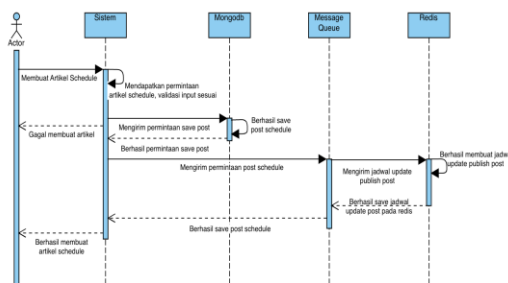 Sistem
Mongodb
Message
Queue
Redis
Actor
Membuat Artikel Schedule
Mendapatkan permintaan
artikel schedule, validasi input sesuai
Gagal membuat artikel
Mengirim permintaan save post
Berhasil save
post schedule
Berhasil permintaan save post
Mengirim permintaan post schedule
Mengirim jadwal update
publish post
Berhasil membuat jadw
update publish post
Berhasil save jadwal
update post pada redis
Berhasil save post schedule
Berhasil membuat
artikel schedule